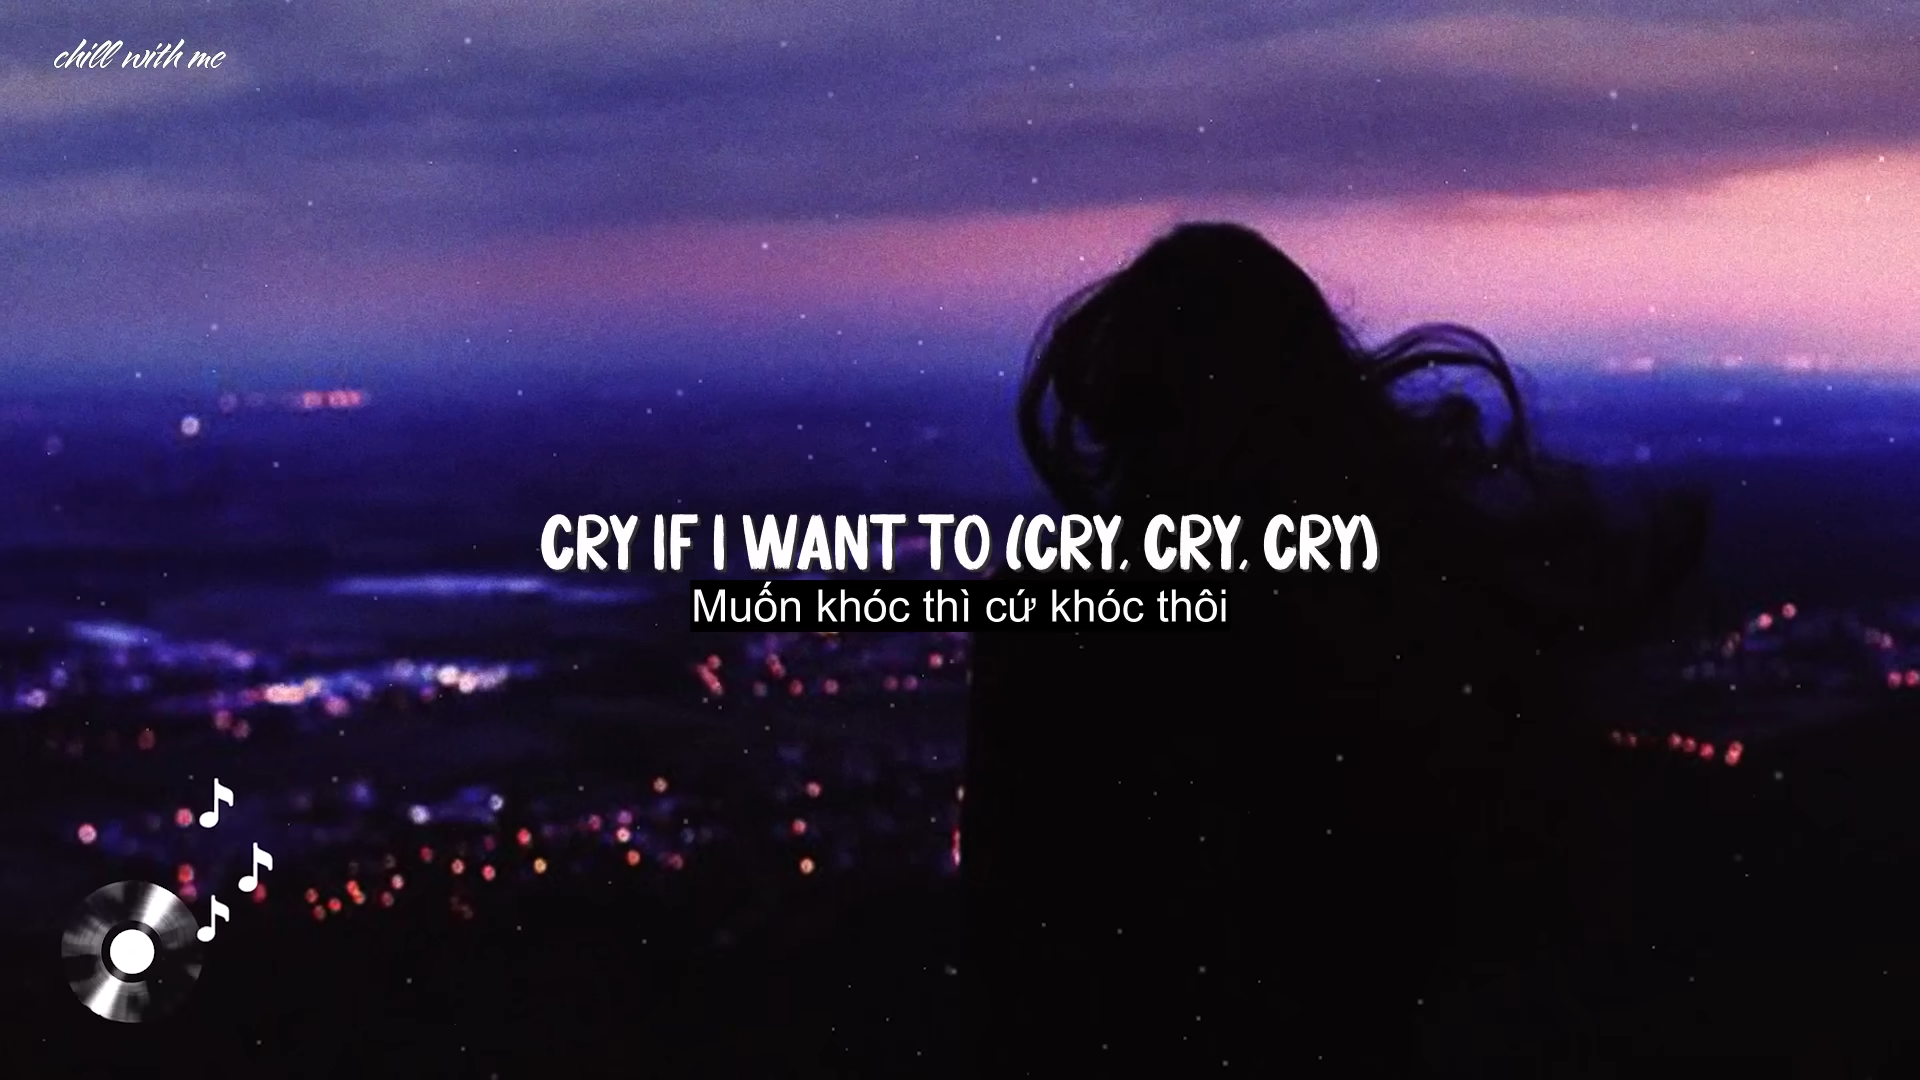 chill with me
CRY IF I WANT TO (CRY, CRY, CRY)
Muốn khóc thì cứ khóc thôi